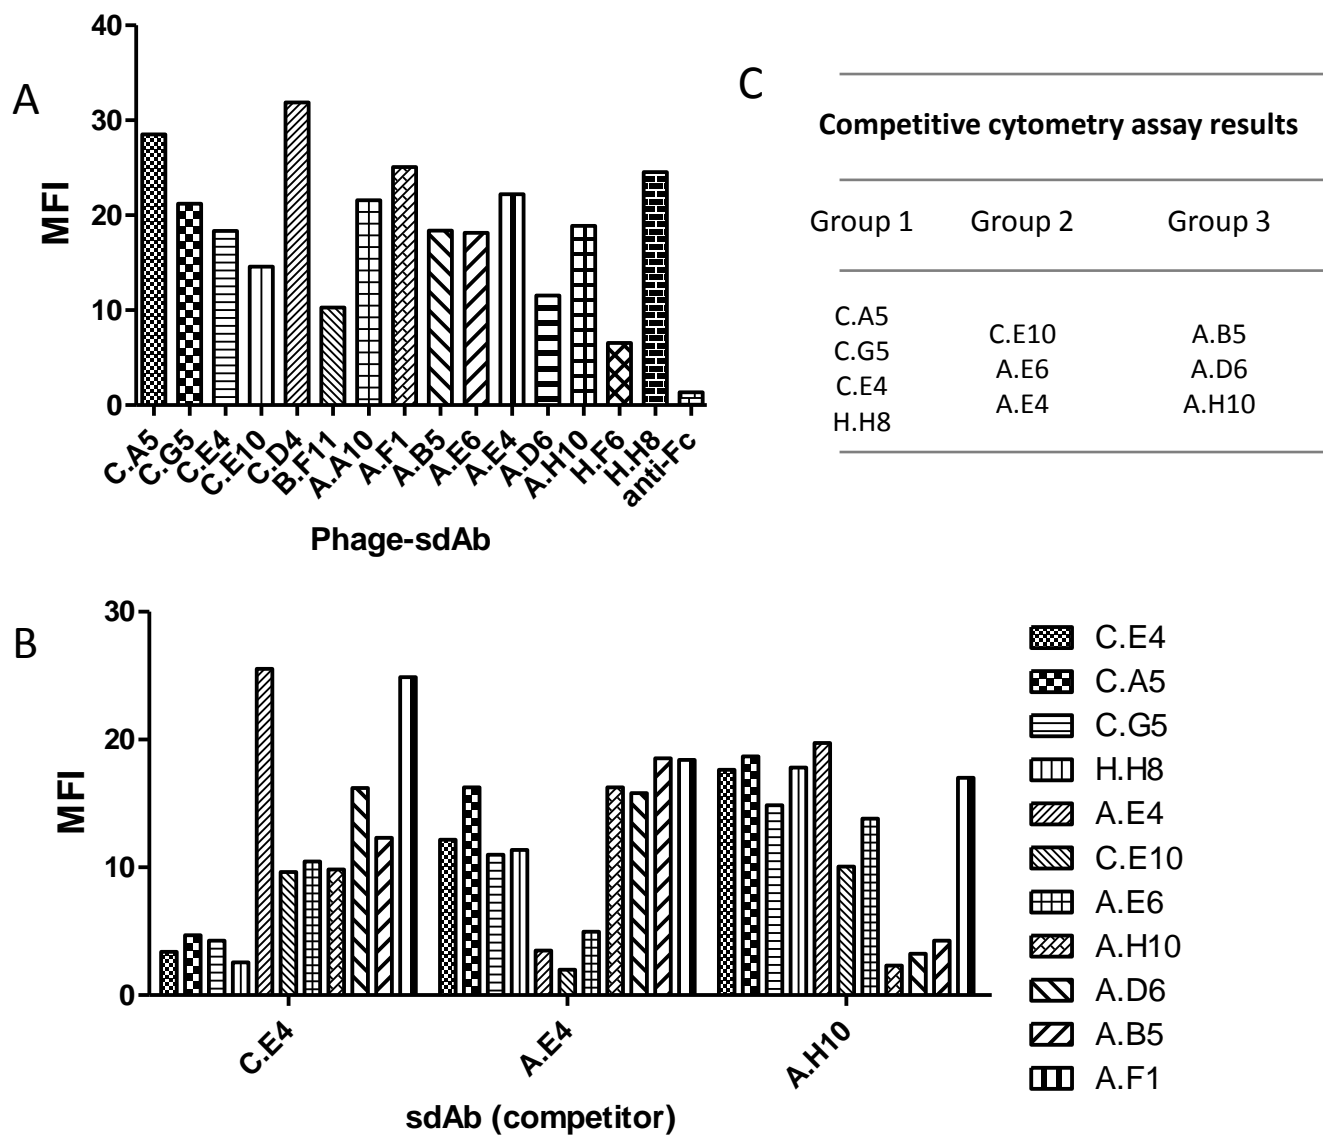 A
40
30
20
10
0
MFI
C.A5
C.G5
C.E4
C.E10
C.D4
B.F11
A.A10
A.F1
A.B5
A.E6
A.E4
A.D6
A.H10
H.F6
H.H8
anti-Fc
Phage-sdAb
C
Competitive cytometry assay results
Group 1 Group 2 Group 3
C.A5
C.G5
C.E4
H.H8
C.E10
A.E6
A.E4
A.B5
A.D6
A.H10
B
30
20
10
0
MFI
C.E4
A.E4
A.H10
sdAb (competitor)
C.E4
C.A5
C.G5
H.H8
A.E4
C.E10
A.E6
A.H10
A.D6
A.B5
A.F1